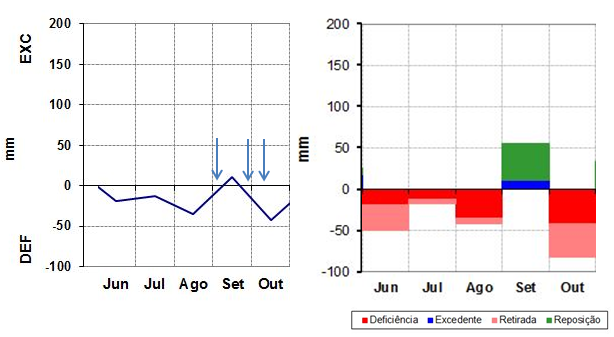 EXC
mm
DEF
200
150
100
50
0
-50
-100
Jun Jul Ago Set Out
mm
200
150
100
50
0
-50
-100
Jun Jul Ago Set Out
Deficiência Excedente Retirada Reposição